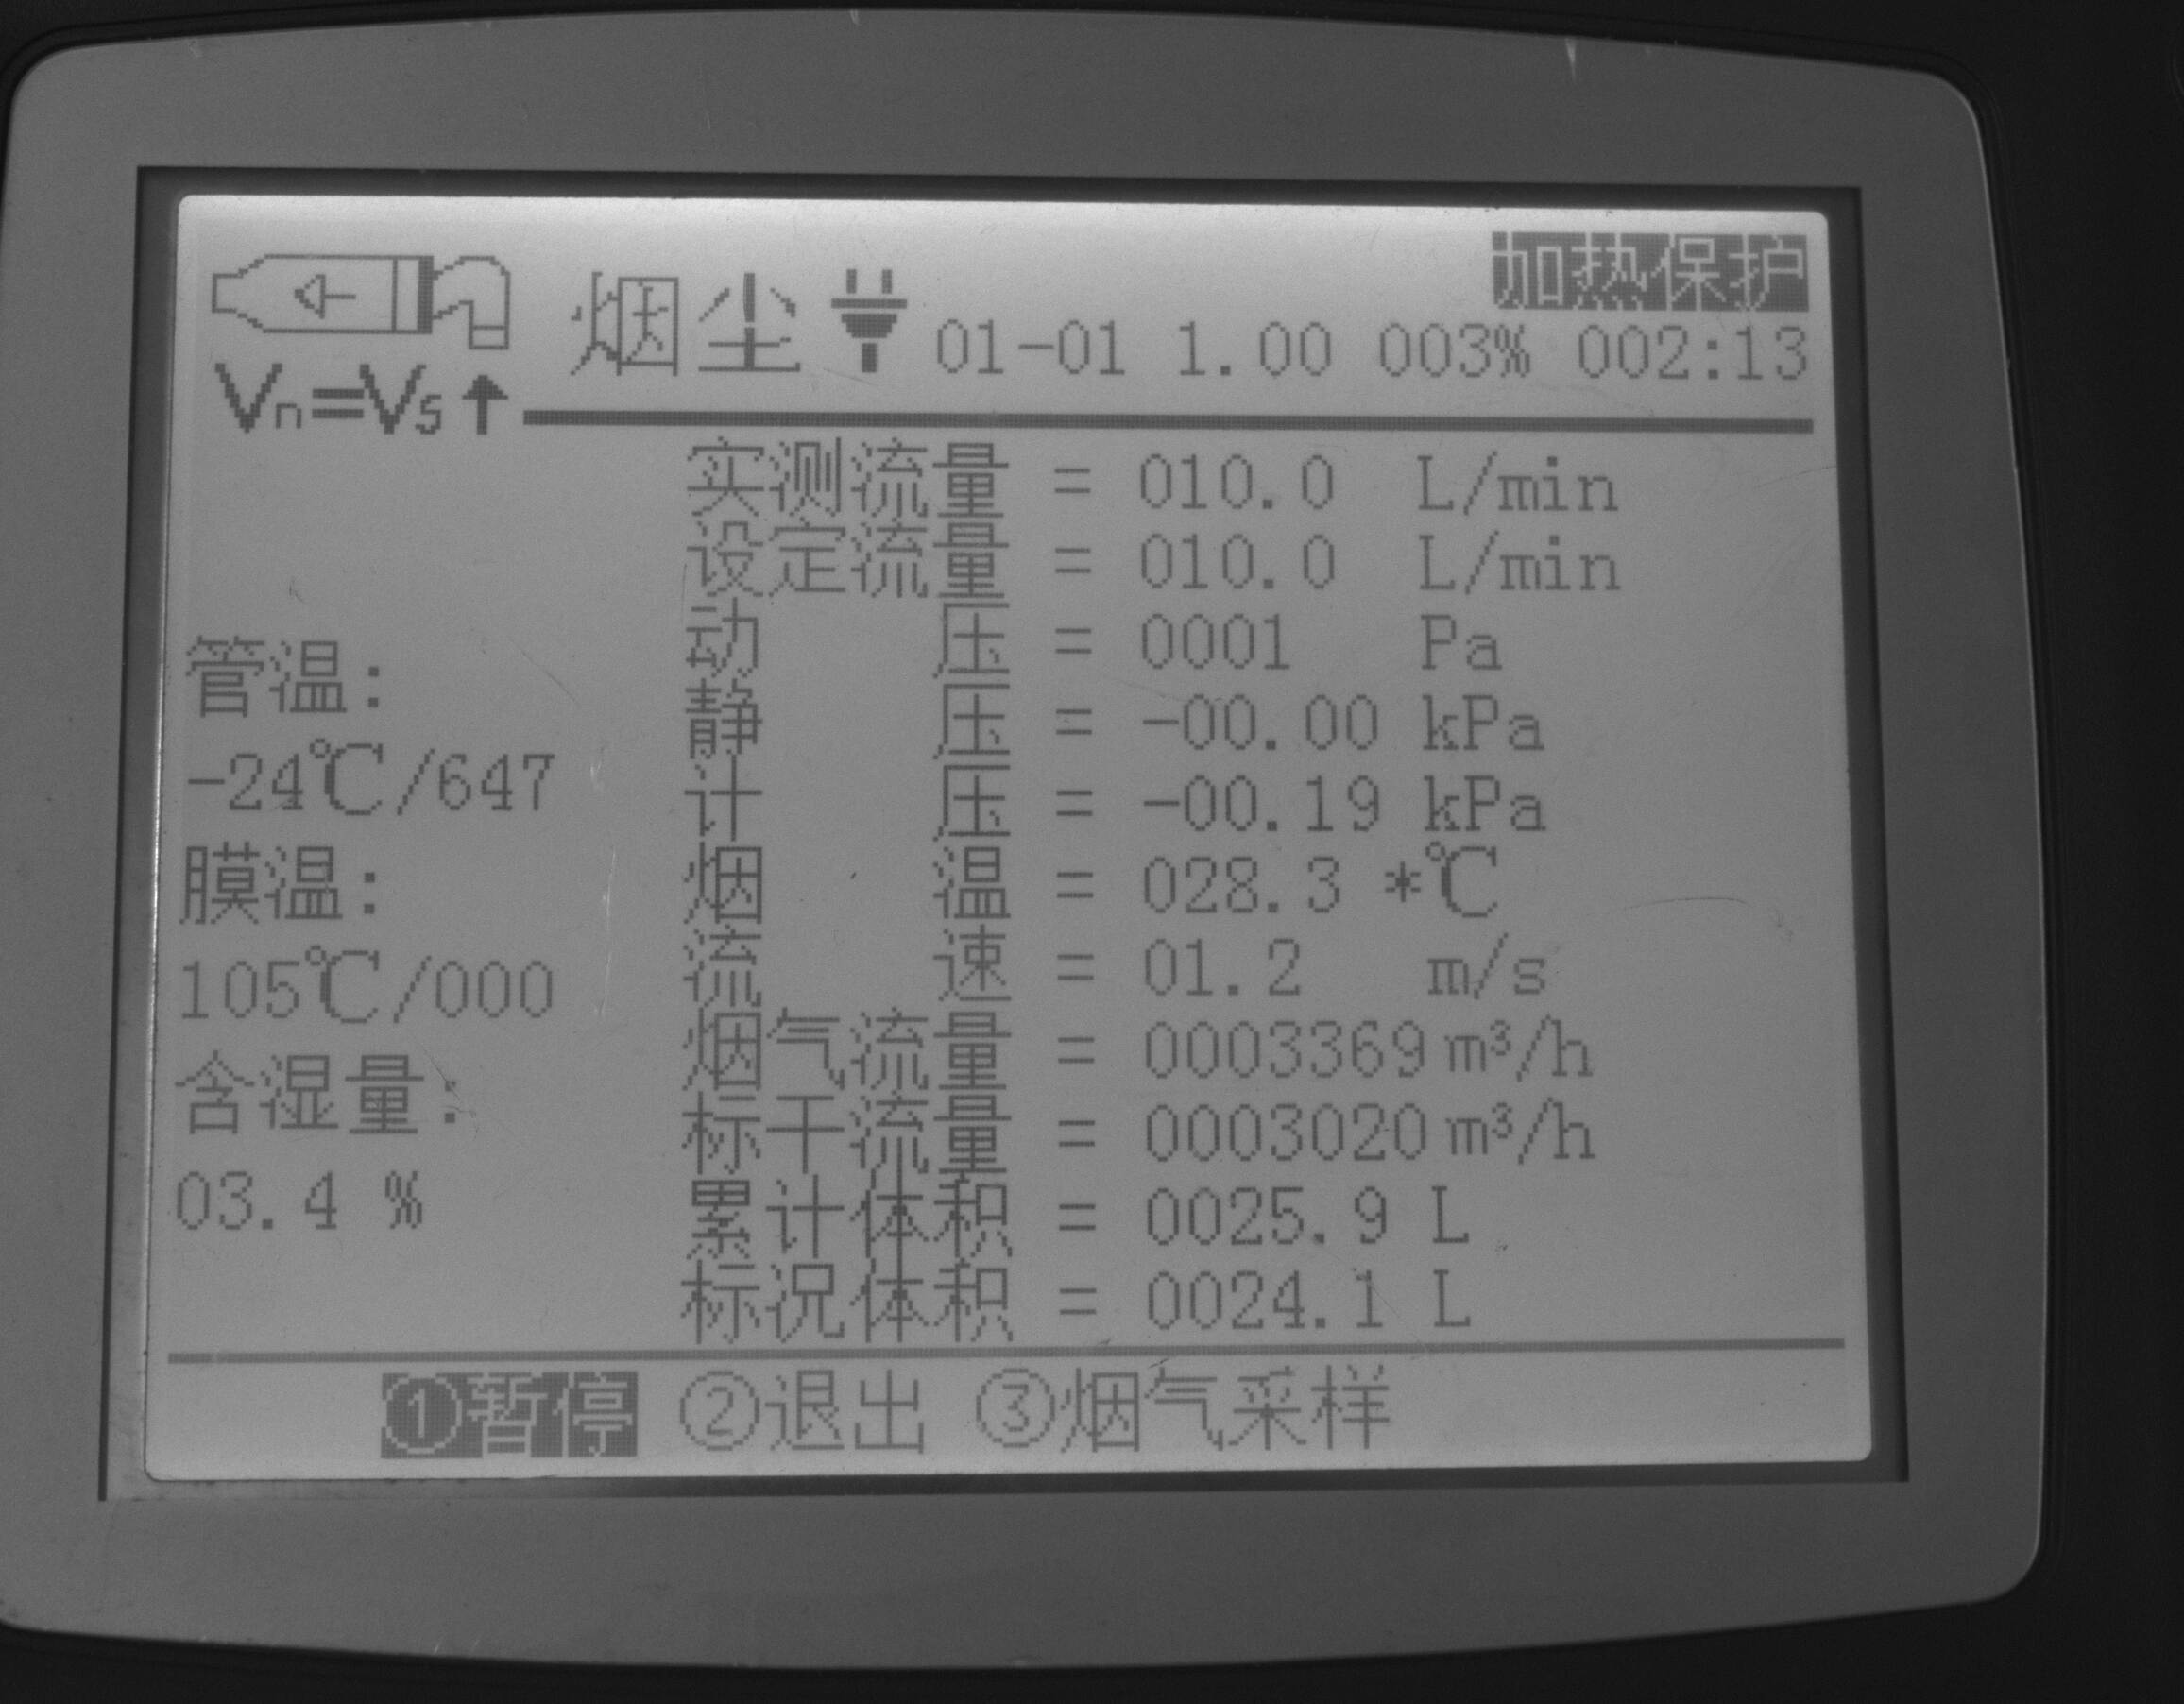 加热保护
烟尘 01-01 1.00 003% 002:13
Vn=Vs↑
实测流量 = 010.0 L/min
设定流量 = 010.0 L/min
动压 = 0001 Pa
静压 = -00.00 kPa
计压 = -00.19 kPa
烟温 = 028.3 *℃
流速 = 01.2 m/s
烟气流量 = 0003369 m³/h
标干流量 = 0003020 m³/h
累计体积 = 0025.9 L
标况体积 = 0024.1 L
管温:
-24℃/647
膜温:
105℃/000
含湿量:
03.4 %
①暂停 ②退出 ③烟气采样